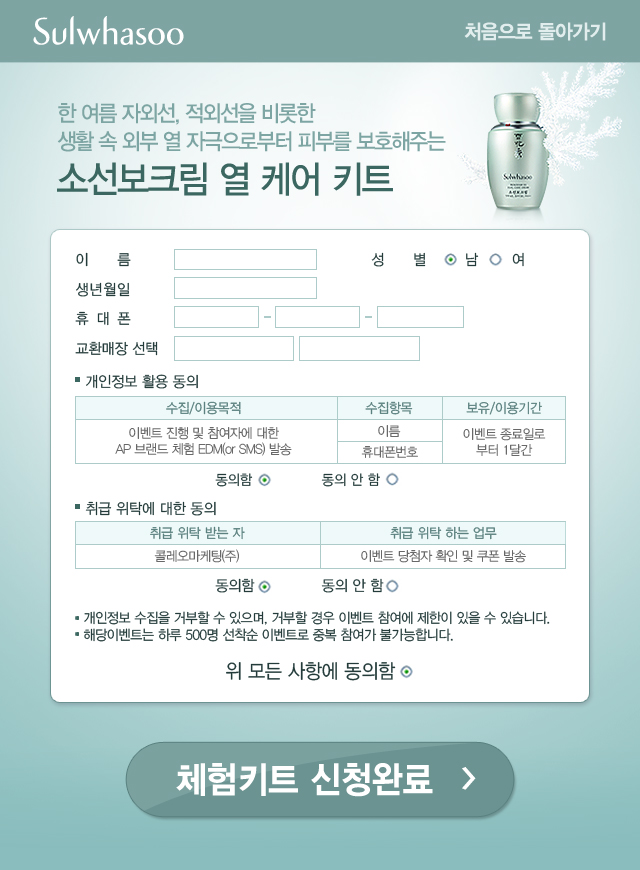 Sulwhasoo
처음으로 돌아가기
한 여름 자외선, 적외선을 비롯한
생활 속 외부 열 자극으로부터 피부를 보호해주는
소선보크림 열 케어 키트
Sulwhasoo
소선보크림
이 름 성 별 남 여
생년월일
휴 대 폰 – –
교환매장 선택
▪ 개인정보 활용 동의
수집/이용목적 수집항목 보유/이용기간
이벤트 진행 및 참여자에 대한
AP 브랜드 체험 EDM(or SMS) 발송
이름
휴대폰번호
이벤트 종료일로
부터 1달간
동의함 동의 안 함
▪ 취급 위탁에 대한 동의
취급 위탁 받는 자 취급 위탁 하는 업무
콜레오마케팅(주) 이벤트 당첨자 확인 및 쿠폰 발송
동의함 동의 안 함
▪ 개인정보 수집을 거부할 수 있으며, 거부할 경우 이벤트 참여에 제한이 있을 수 있습니다.
▪ 해당이벤트는 하루 500명 선착순 이벤트로 중복 참여가 불가능합니다.
위 모든 사항에 동의함
체험키트 신청완료 >